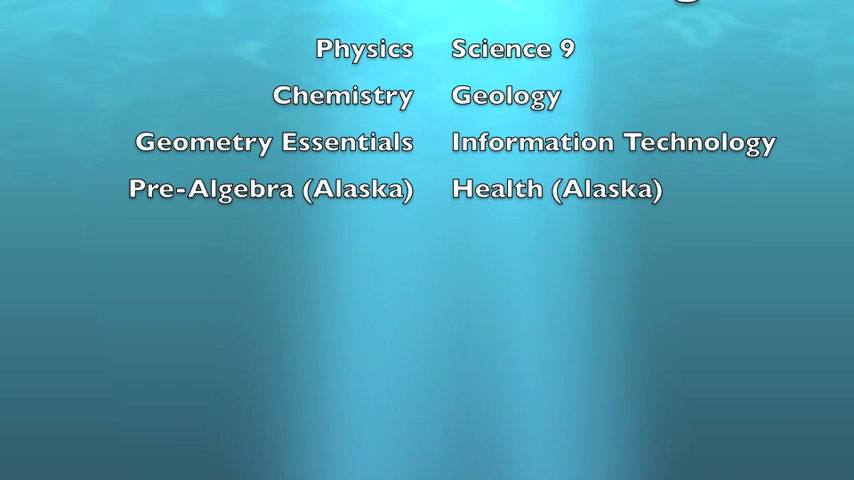 Physics Science 9
Chemistry Geology
Geometry Essentials Information Technology
Pre-Algebra (Alaska) Health (Alaska)